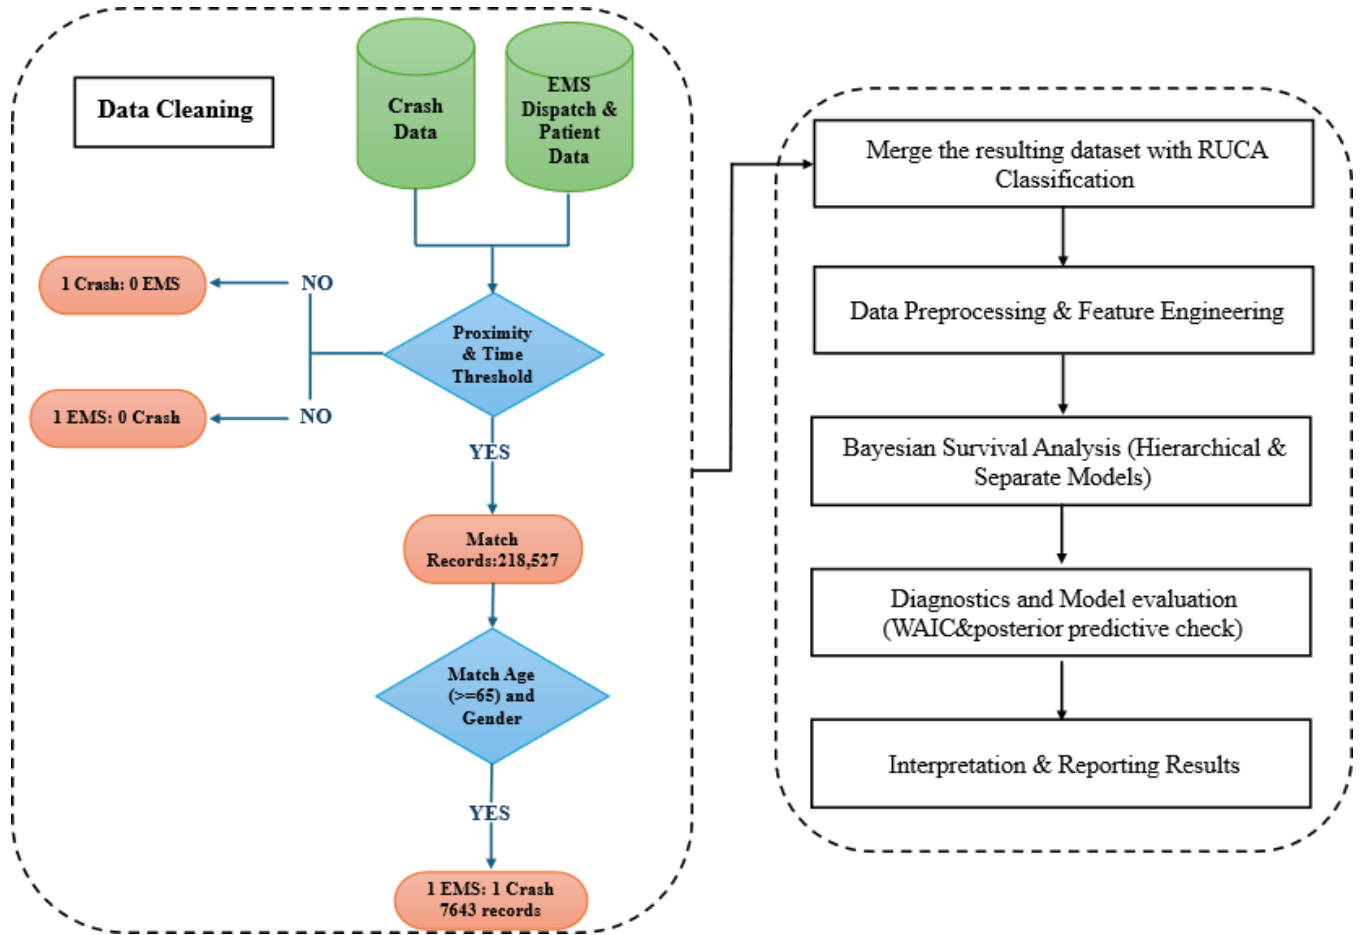 Data Cleaning
Crash
Data
EMS
Dispatch &
Patient
Data
1 Crash: 0 EMS
NO
Proximity
& Time
Threshold
1 EMS: 0 Crash
NO
YES
Match
Records:218,527
Match Age
(>=65) and
Gender
YES
1 EMS: 1 Crash
7643 records
Merge the resulting dataset with RUCA
Classification
Data Preprocessing & Feature Engineering
Bayesian Survival Analysis (Hierarchical &
Separate Models)
Diagnostics and Model evaluation
(WAIC&posterior predictive check)
Interpretation & Reporting Results